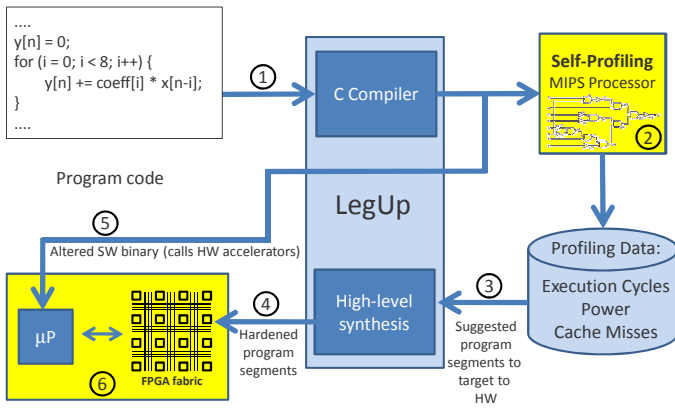 ....
y[n] = 0;
for (i = 0; i < 8; i++) {
y[n] += coeff[i] * x[n-i];
}
....
Program code
1
C Compiler
LegUp
High-level
synthesis
Self-Profiling
MIPS Processor
2
Profiling Data:
Execution Cycles
Power
Cache Misses
3
Suggested
program
segments to
target to
HW
4
Hardened
program
segments
5
Altered SW binary (calls HW accelerators)
μP
FPGA fabric
6